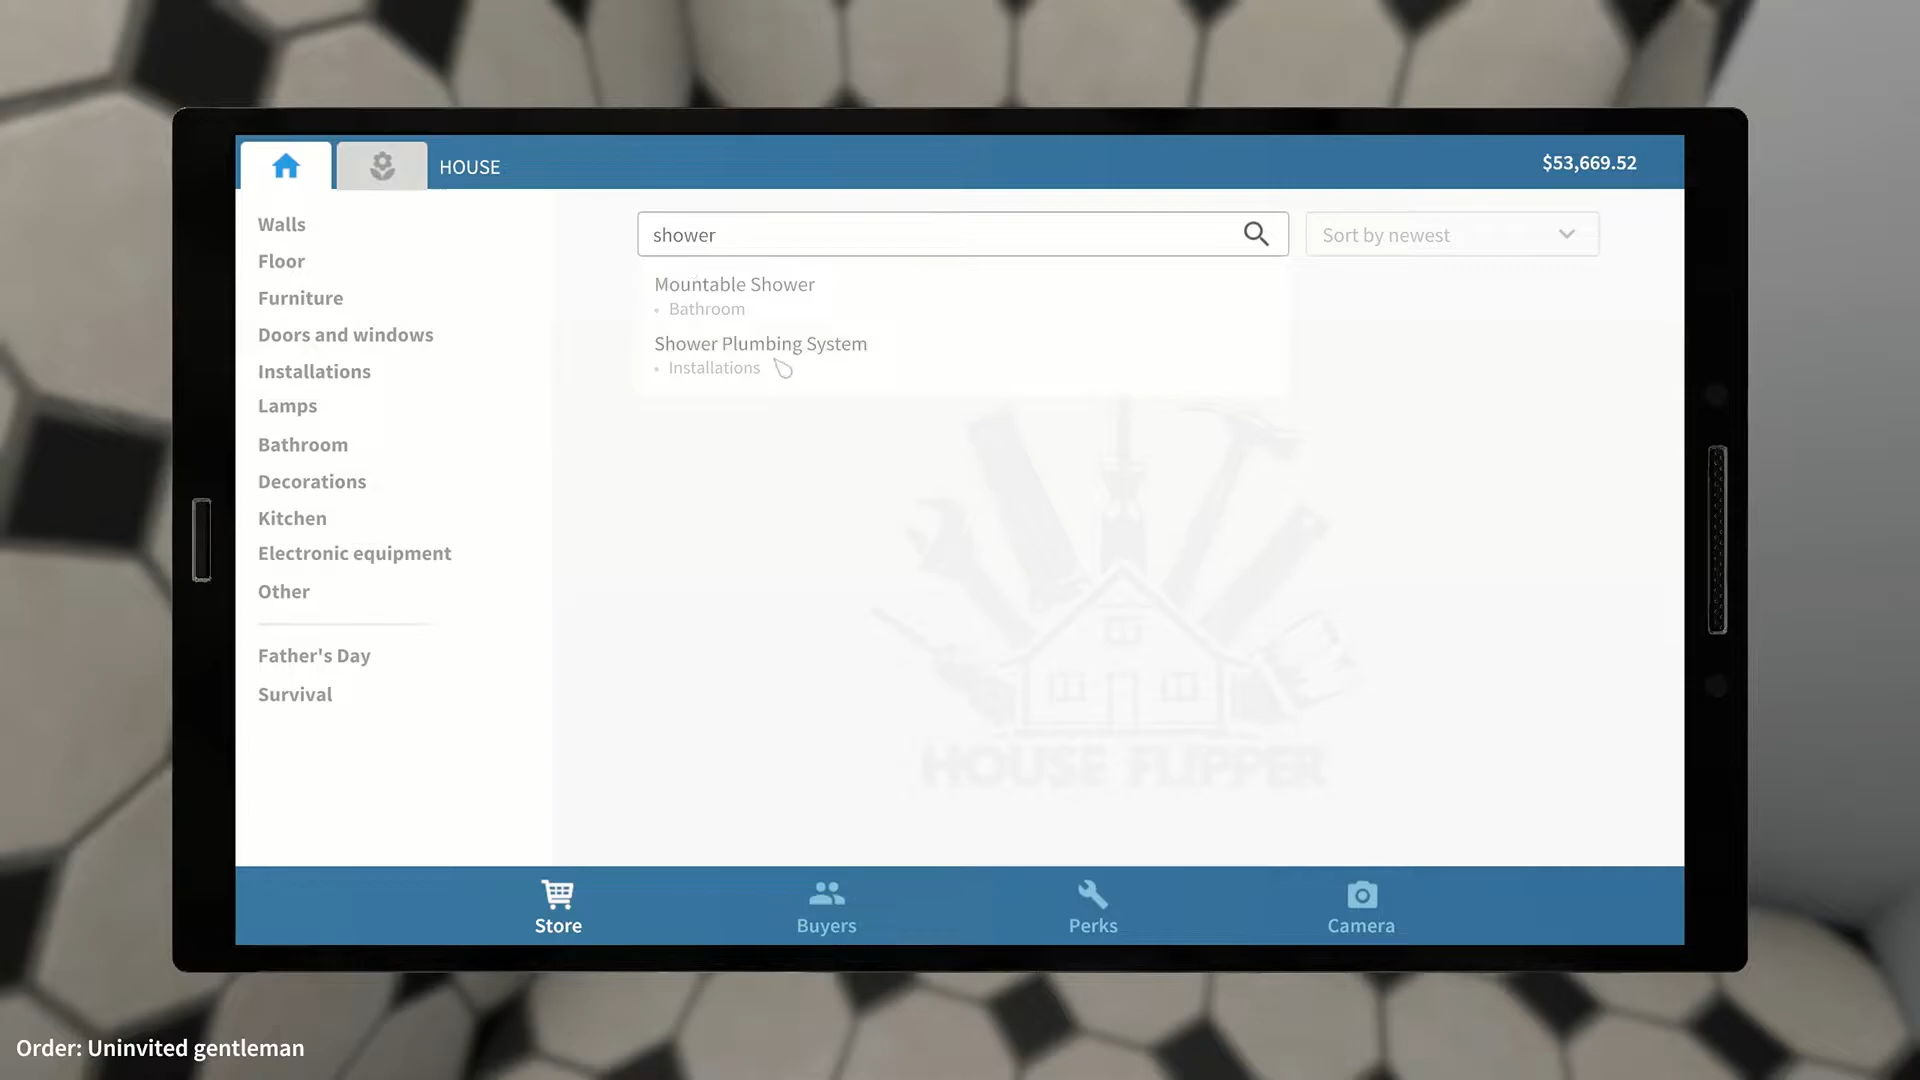 HOUSE
$53,669.52
Walls
Floor
Furniture
Doors and windows
Installations
Lamps
Bathroom
Decorations
Kitchen
Electronic equipment
Other
Father's Day
Survival
shower
Sort by newest
Mountable Shower
• Bathroom
Shower Plumbing System
• Installations
HOUSE FLIPPER
Store
Buyers
Perks
Camera
Order: Uninvited gentleman